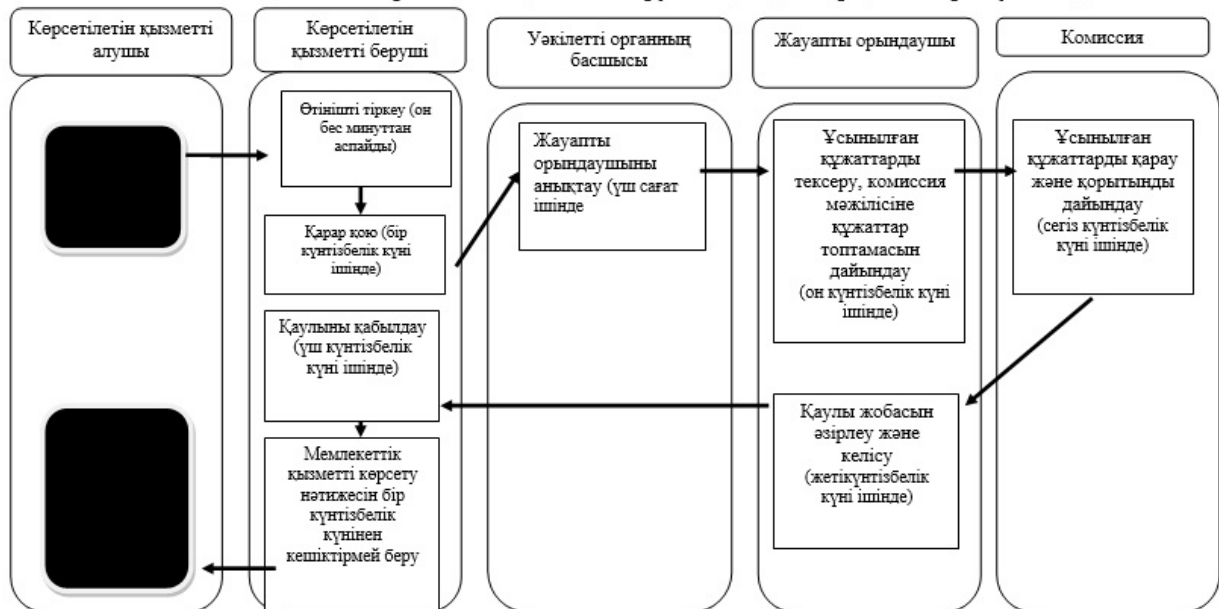 Көрсетілетін қызметті
алушы
Көрсетілетін
қызметті беруші
Уәкілетті органның
басшысы
Жауапты орындаушы
Комиссия
Өтінішті тіркеу (он
бес минуттан
аспайды)
Қарар қою (бір
күнтізбелік күні
ішінде)
Жауапты
орындаушыны
анықтау (үш сағат
ішінде
Ұсынылған
құжаттарды
тексеру, комиссия
мәжілісіне
құжаттар
топтамасын
дайындау
(он күнтізбелік күні
ішінде)
Ұсынылған
құжаттарды қарау
және қорытынды
дайындау
(сегіз күнтізбелік
күні ішінде)
Қаулы жобасын
әзірлеу және
келісу
(жетікүнтізбелік
күні ішінде)
Қаулыны қабылдау
(үш күнтізбелік
күні ішінде)
Мемлекеттік
қызметті көрсету
нәтижесін бір
күнтізбелік
күнінен
кешіктірмей беру